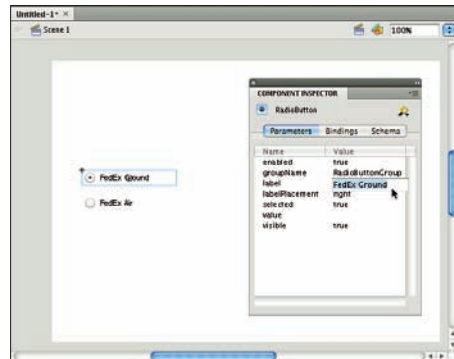 Untitled-1* ×
Scene 1
100%
COMPONENT INSPECTOR
RadioButton
Parameters Bindings Schema
Name Value
enabled true
groupName RadioButtonGroup
label FedEx Ground
labelPlacement right
selected true
value
visible true
FedEx Ground
FedEx Air